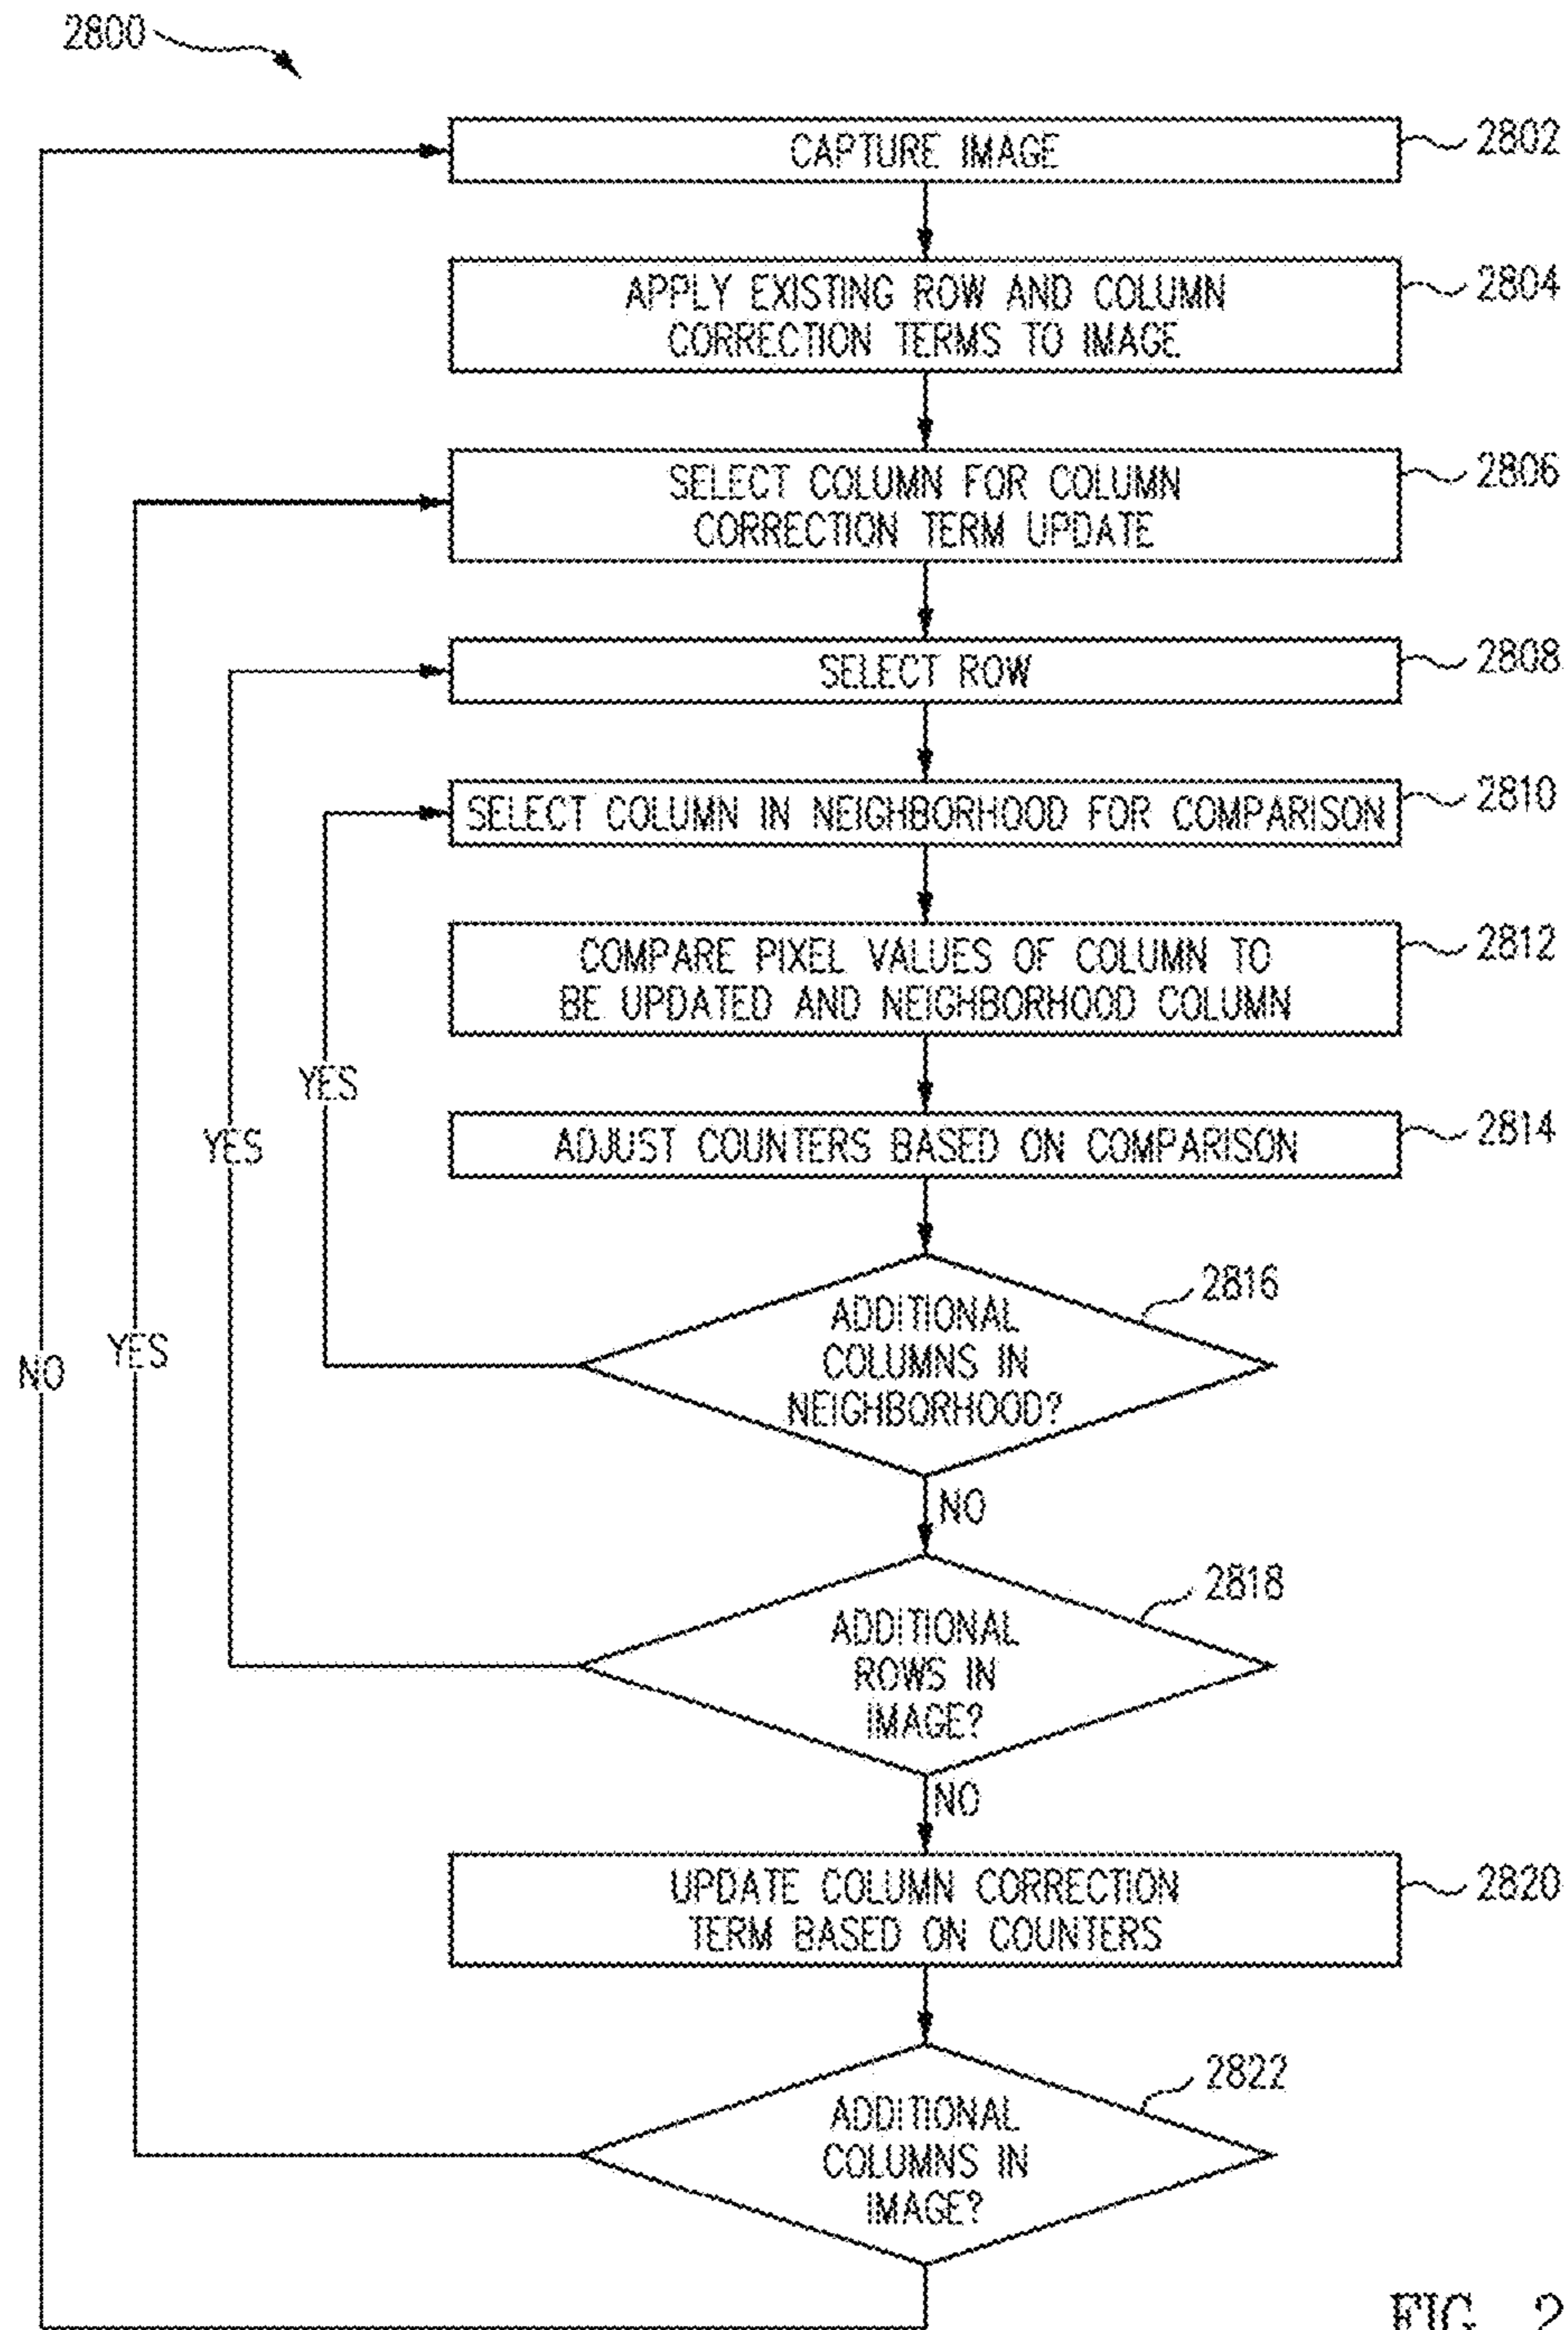 2800
CAPTURE IMAGE
2802
APPLY EXISTING ROW AND COLUMN
CORRECTION TERMS TO IMAGE
2804
SELECT COLUMN FOR COLUMN
CORRECTION TERM UPDATE
2806
SELECT ROW
2808
SELECT COLUMN IN NEIGHBORHOOD FOR COMPARISON
2810
COMPARE PIXEL VALUES OF COLUMN TO
BE UPDATED AND NEIGHBORHOOD COLUMN
2812
YES
YES
ADJUST COUNTERS BASED ON COMPARISON
2814
ADDITIONAL
COLUMNS IN
NEIGHBORHOOD?
2816
YES
NO
NO
ADDITIONAL
ROWS IN
IMAGE?
2818
NO
UPDATE COLUMN CORRECTION
TERM BASED ON COUNTERS
2820
ADDITIONAL
COLUMNS IN
IMAGE?
2822
FIG. 2